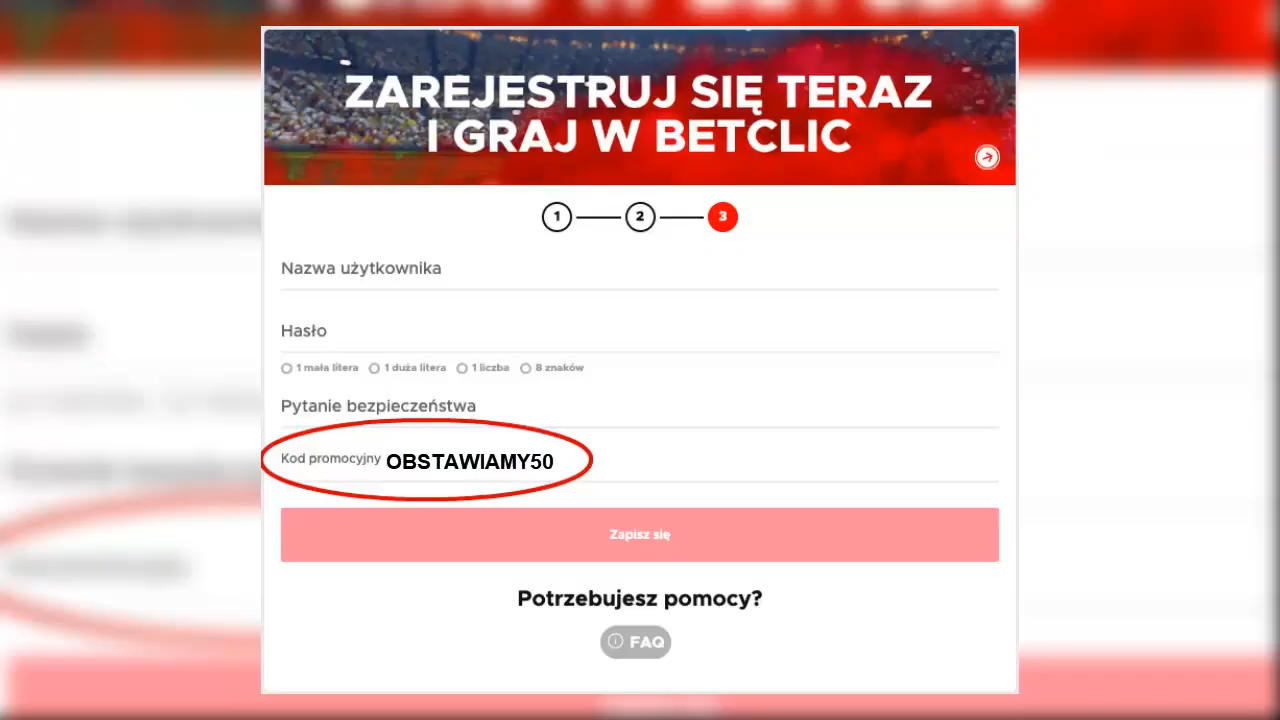 ZAREJESTRUJ SIĘ TERAZ
I GRAJ W BETCLIC
1 2 3
Nazwa użytkownika
Hasło
1 mała litera 1 duża litera 1 liczba 8 znaków
Pytanie bezpieczeństwa
Kod promocyjny OBSTAWIAMY50
Zapisz się
Potrzebujesz pomocy?
FAQ